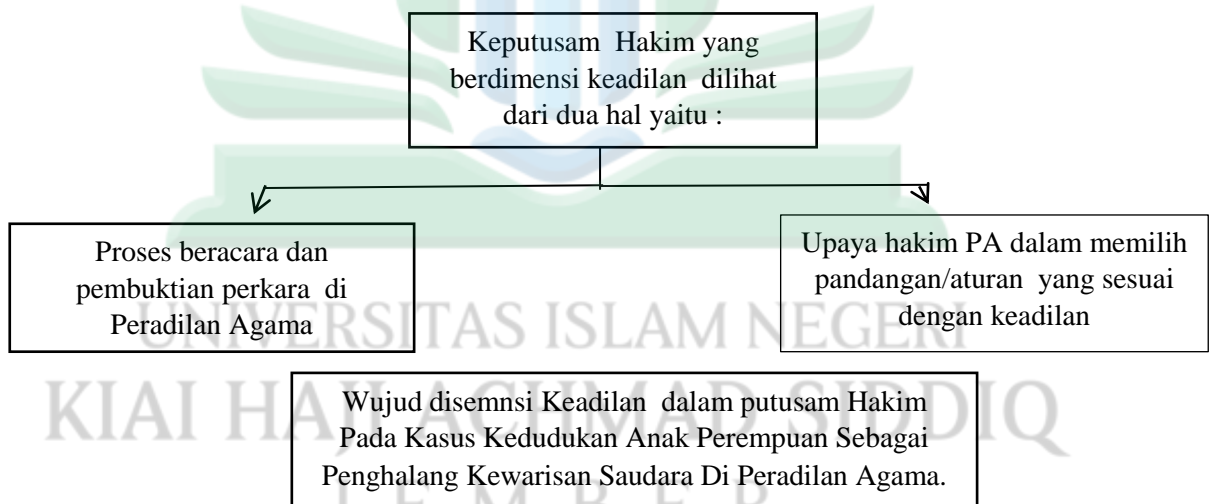 Keputusam Hakim yang
berdimensi keadilan dilihat
dari dua hal yaitu :
Proses beracara dan
pembuktian perkara di
Peradilan Agama
Upaya hakim PA dalam memilih
pandangan/aturan yang sesuai
dengan keadilan
UNIVERSITAS ISLAM NEGERI
KIAI HAJI ACHMAD SIDDIQ
Wujud disemnsi Keadilan dalam putusam Hakim
Pada Kasus Kedudukan Anak Perempuan Sebagai
Penghalang Kewarisan Saudara Di Peradilan Agama.
JEMBER